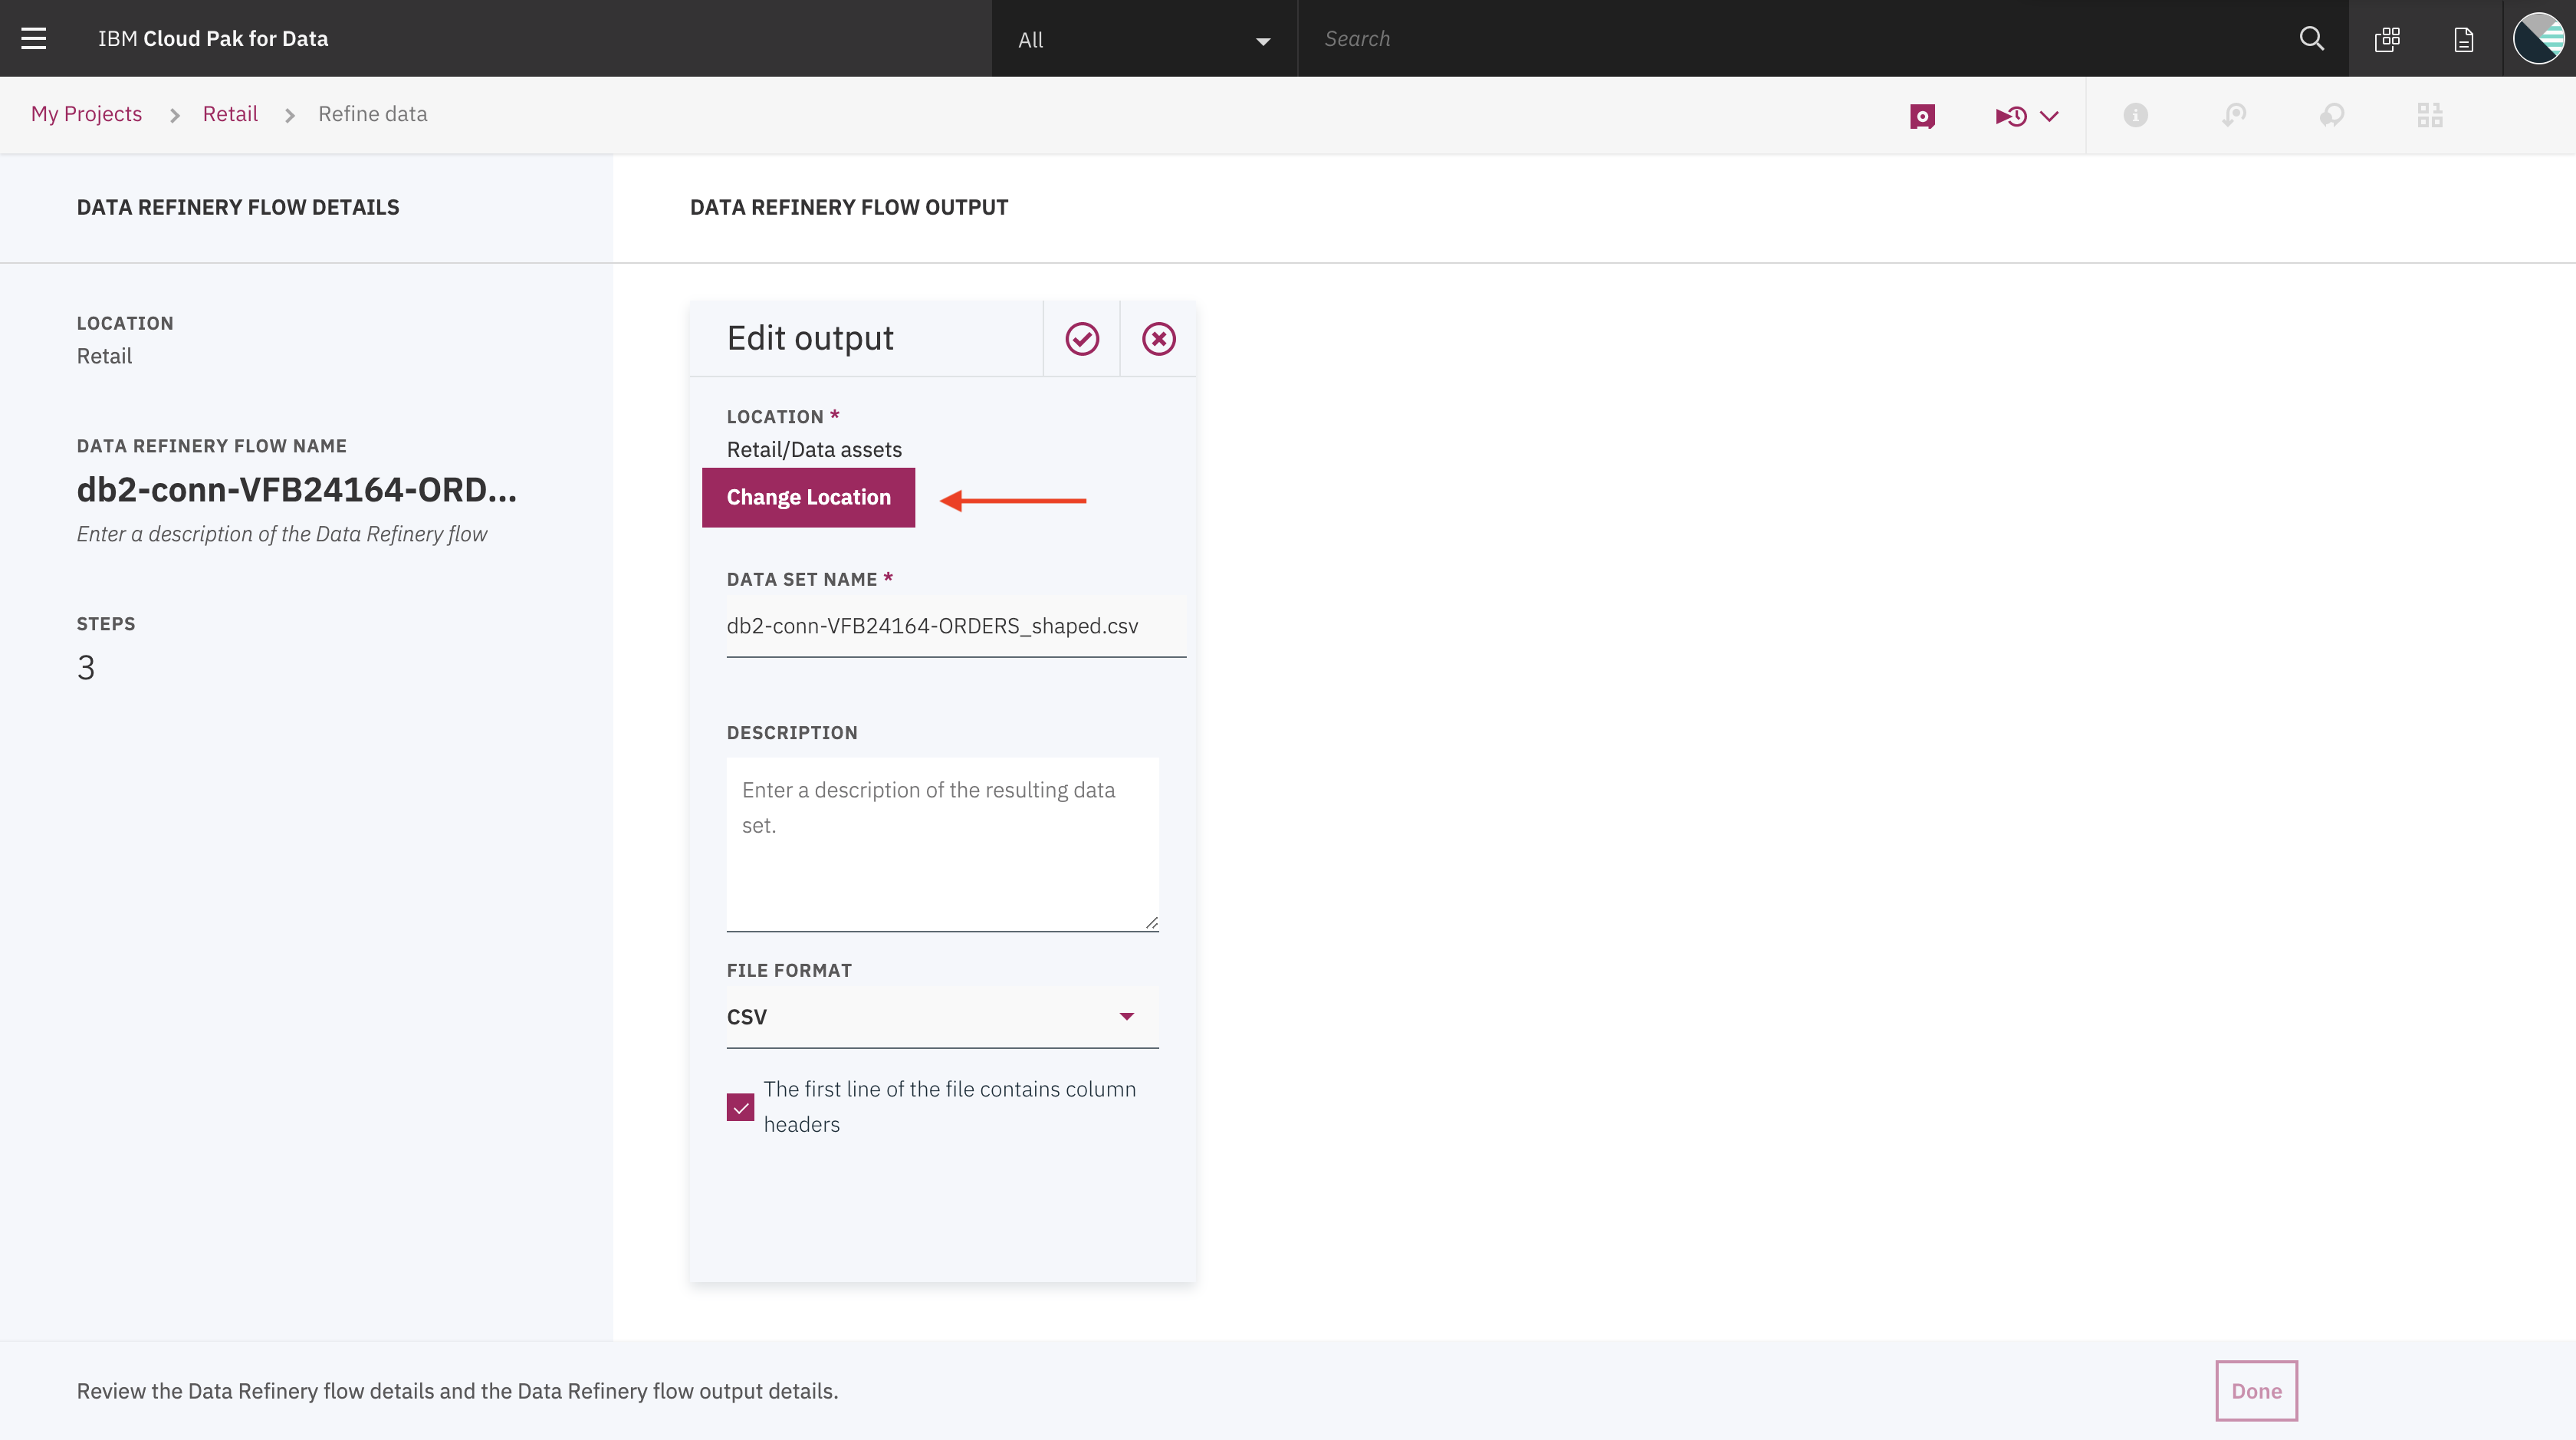 IBM Cloud Pak for Data
All
Search
My Projects
Retail
Refine data
DATA REFINERY FLOW DETAILS
DATA REFINERY FLOW OUTPUT
LOCATION
Retail
DATA REFINERY FLOW NAME
db2-conn-VFB24164-ORD...
Enter a description of the Data Refinery flow
STEPS
3
Edit output
LOCATION *
Retail/Data assets
Change Location
DATA SET NAME *
db2-conn-VFB24164-ORDERS_shaped.csv
DESCRIPTION
Enter a description of the resulting data
set.
FILE FORMAT
CSV
The first line of the file contains column
headers
Review the Data Refinery flow details and the Data Refinery flow output details.
Done